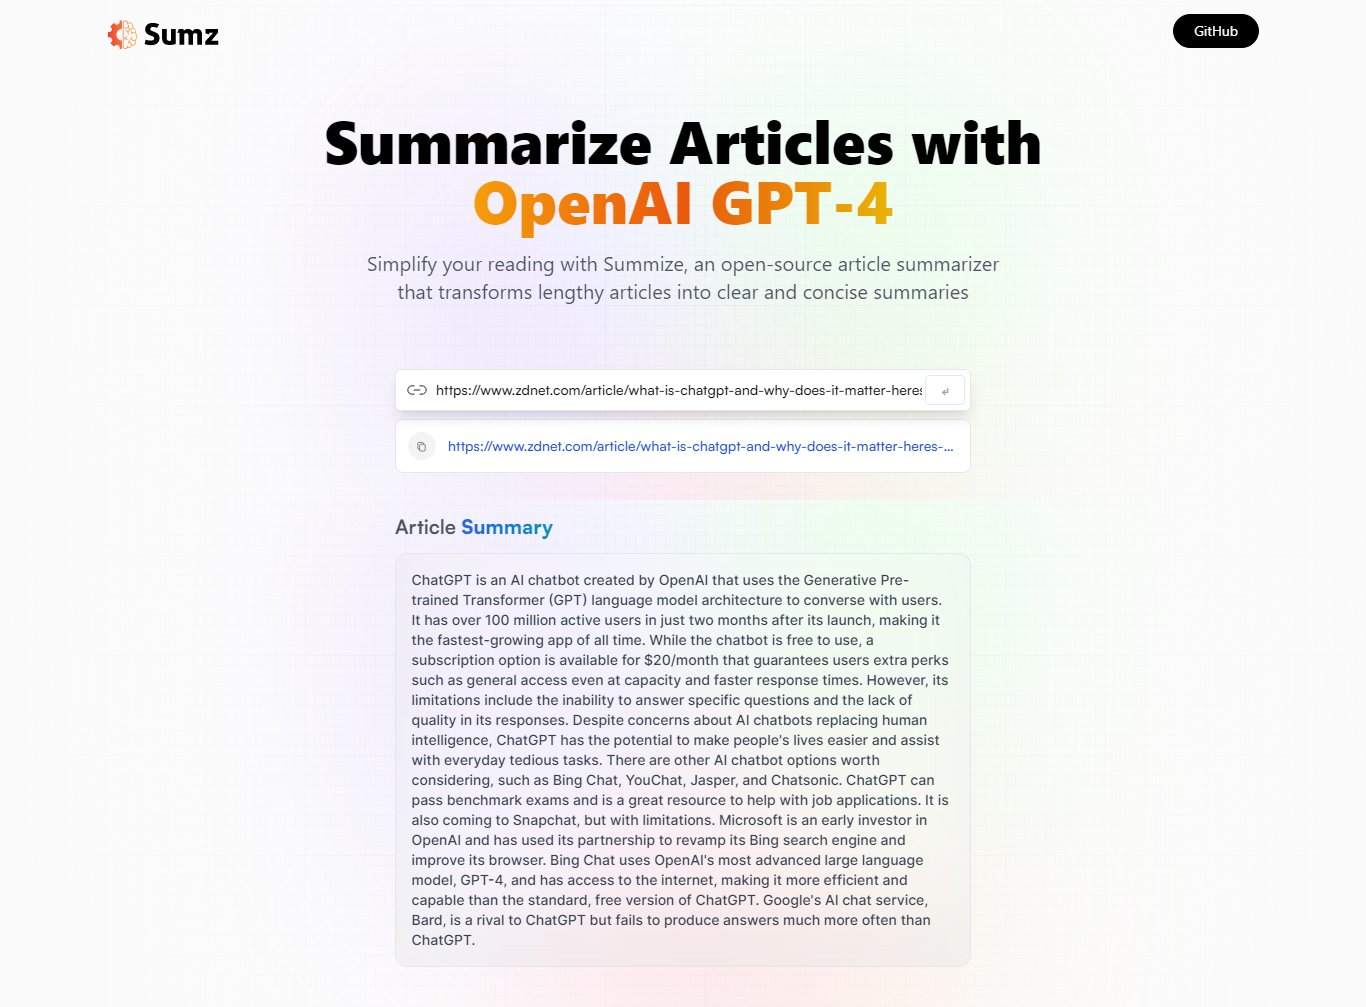 Sumz
GitHub
Summarize Articles with
OpenAI GPT-4
Simplify your reading with Summize, an open-source article summarizer
that transforms lengthy articles into clear and concise summaries
https://www.zdnet.com/article/what-is-chatgpt-and-why-does-it-matter-heres
https://www.zdnet.com/article/what-is-chatgpt-and-why-does-it-matter-heres-...
Article Summary
ChatGPT is an AI chatbot created by OpenAI that uses the Generative Pre-
trained Transformer (GPT) language model architecture to converse with users.
It has over 100 million active users in just two months after its launch, making it
the fastest-growing app of all time. While the chatbot is free to use, a
subscription option is available for $20/month that guarantees users extra perks
such as general access even at capacity and faster response times. However, its
limitations include the inability to answer specific questions and the lack of
quality in its responses. Despite concerns about AI chatbots replacing human
intelligence, ChatGPT has the potential to make people's lives easier and assist
with everyday tedious tasks. There are other AI chatbot options worth
considering, such as Bing Chat, YouChat, Jasper, and Chatsonic. ChatGPT can
pass benchmark exams and is a great resource to help with job applications. It is
also coming to Snapchat, but with limitations. Microsoft is an early investor in
OpenAI and has used its partnership to revamp its Bing search engine and
improve its browser. Bing Chat uses OpenAI's most advanced large language
model, GPT-4, and has access to the internet, making it more efficient and
capable than the standard, free version of ChatGPT. Google's AI chat service,
Bard, is a rival to ChatGPT but fails to produce answers much more often than
ChatGPT.